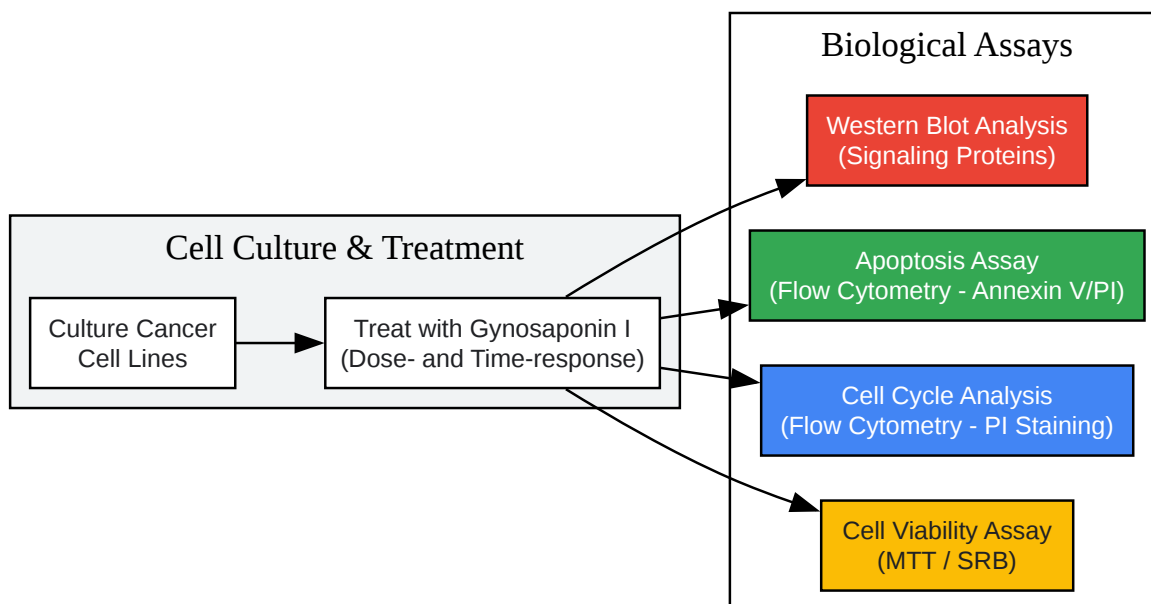 Biological Assays
Western Blot Analysis
(Signaling Proteins)
Cell Culture & Treatment
Culture Cancer
Cell Lines
Treat with Gynosaponin I
(Dose- and Time-response)
Apoptosis Assay
(Flow Cytometry - Annexin V/PI)
Cell Cycle Analysis
(Flow Cytometry - PI Staining)
Cell Viability Assay
(MTT / SRB)